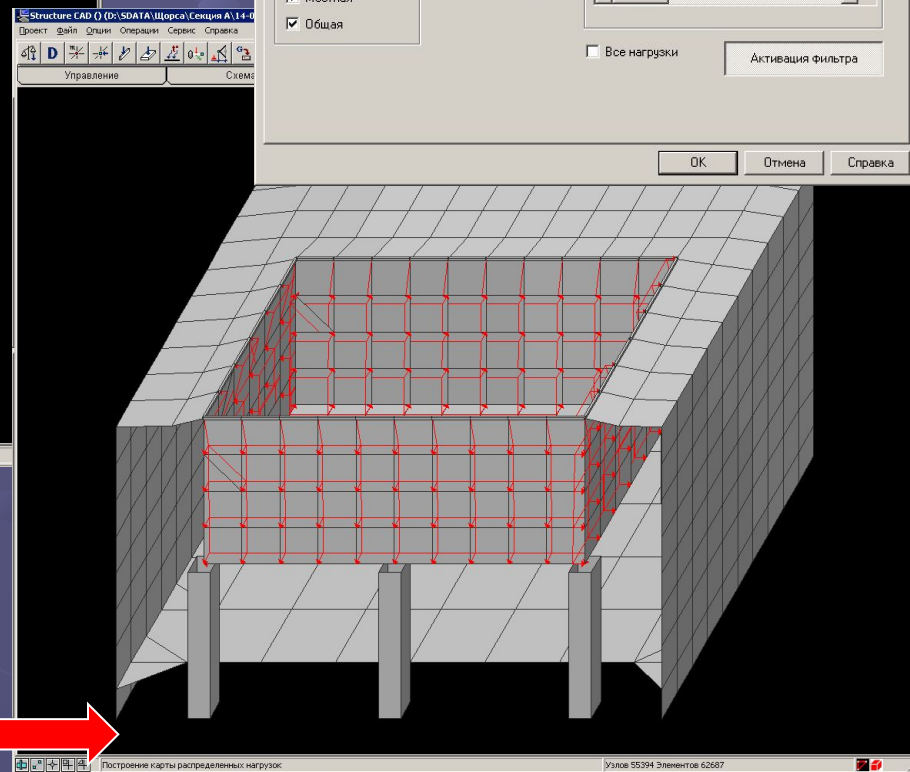 Structure CAD () (D:\SDATA\Щорса\Секция A\14-0
Проект Файл Опции Операции Сервис Справка
Управление
Схема
Местная
Общая
Все нагрузки
Активация фильтра
OK
Отмена
Справка
Построение карты распределенных нагрузок
Узлов 55394 Элементов 62687